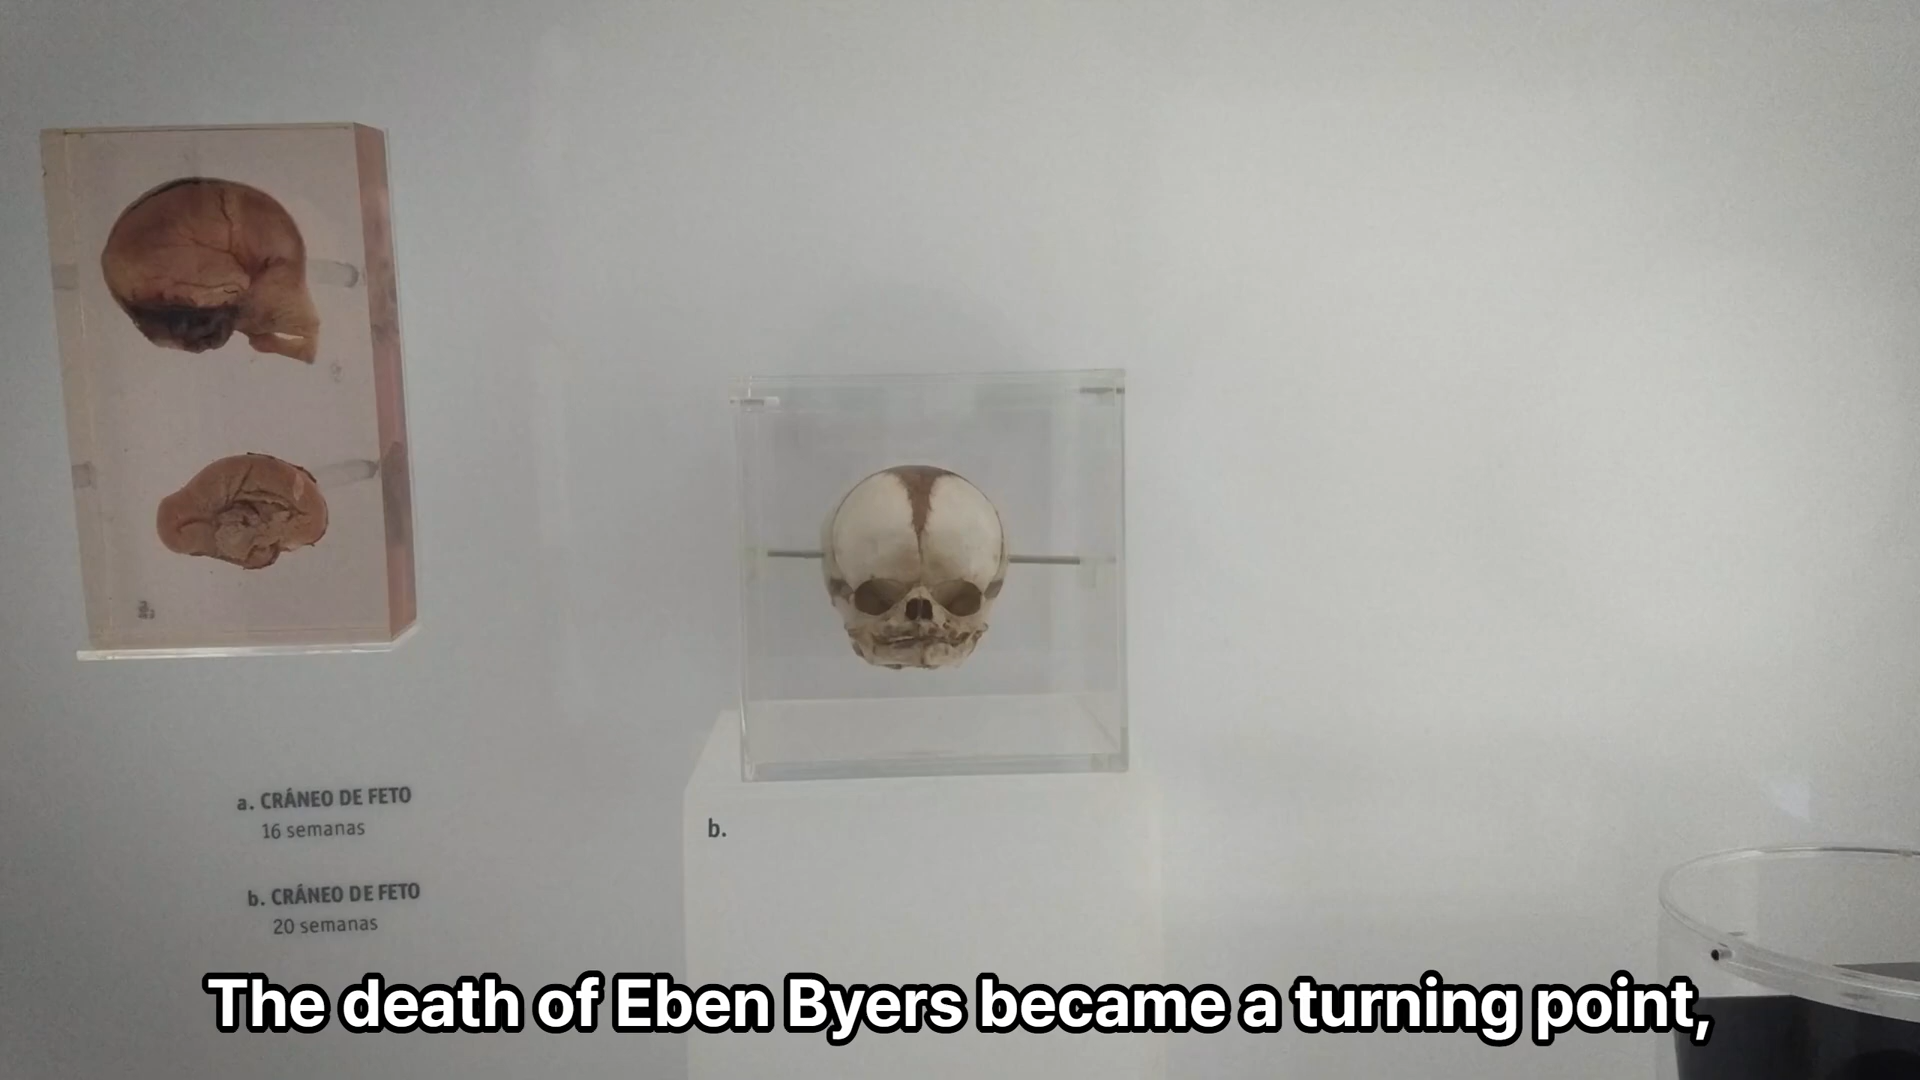 a. CRÁNEO DE FETO
16 semanas
b. CRÁNEO DE FETO
20 semanas
b.
The death of Eben Byers became a turning point,